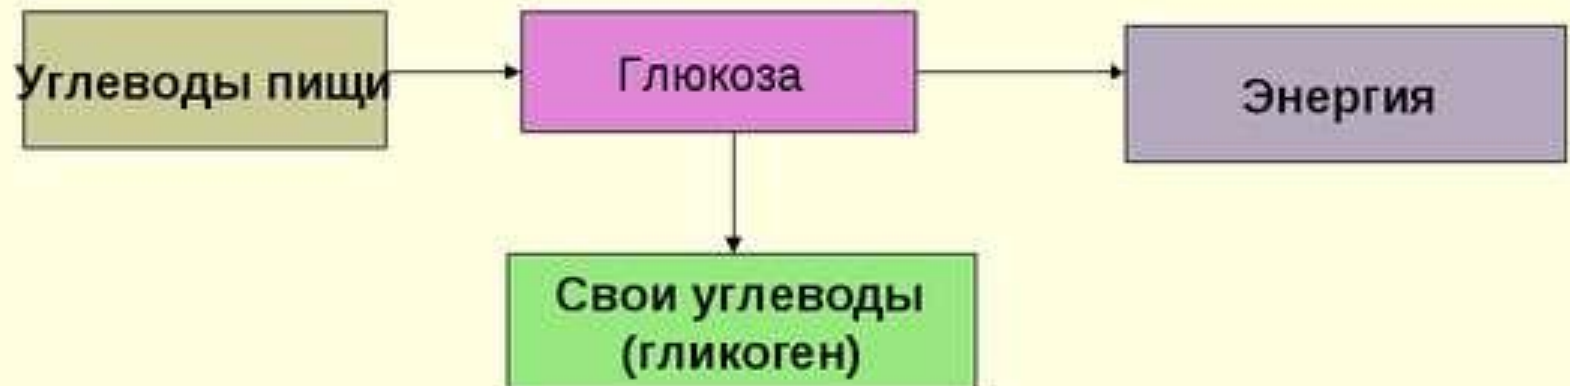 Углеводы пищи
Глюкоза
Энергия
Свои углеводы
(гликоген)